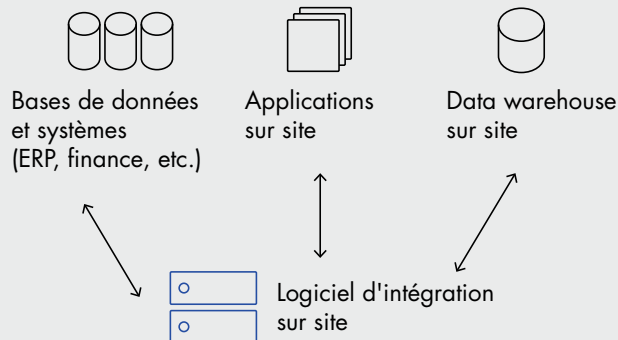 Bases de données
et systèmes
(ERP, finance, etc.)
Applications
sur site
Data warehouse
sur site
Logiciel d'intégration
sur site